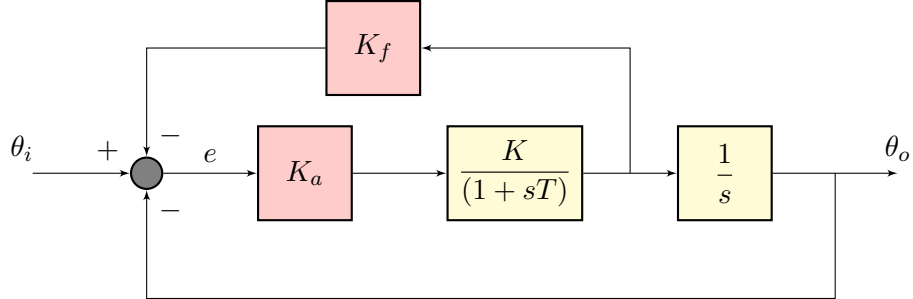 K_f
−
θ_i
+
e
K_a
K
(1 + sT)
1
s
θ_o
−